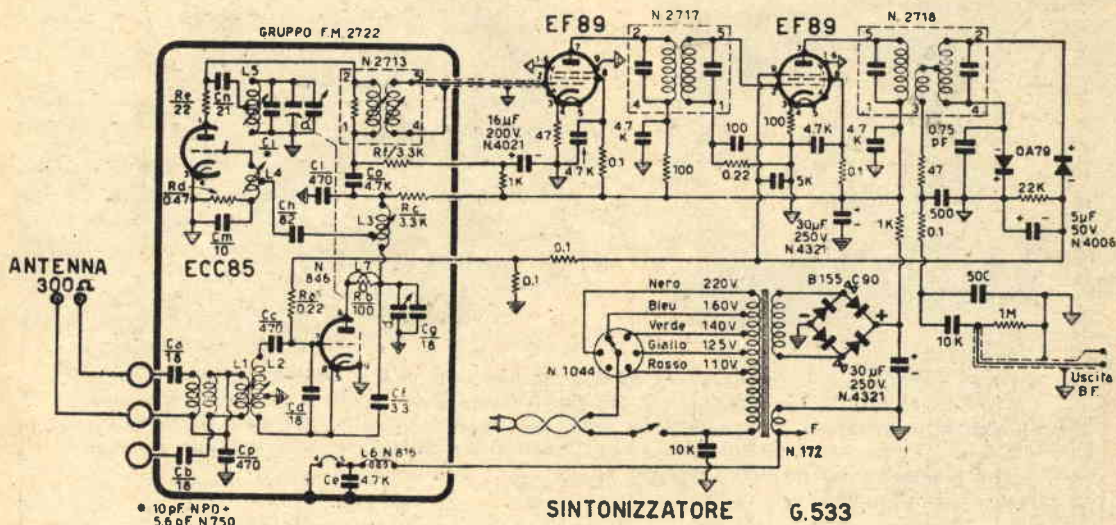 GRUPPO F.M. 2722
EF89
N 2717
EF89
N. 2718
N. 2713
Re
22
Cn
21
L5
Ci
L4
Rd
0.47
Cm
10
ECC85
Ch
82
Rf/3.3K
Cl
470
Co
4.7K
Rc
3.3K
L3
1K
16µF
200V.
N.4021
47
4.7K
0.1
4.7K
100
100
0.22
100
5K
4.7K
0.1
30µF
250V.
N.4321
4.7K
1K
0.75
pF
47
500
0.1
OA79
22K
5µF
50V
N.4006
ANTENNA
300Ω
Ca
18
Cb
18
Cp
470
L1
L2
Cc
470
Ra
0.22
N
846
L7
Rb
100
Cd
18
Cf
3.3
Cg
18
L6 N 815
Ce
4.7K
0.1
0.1
Nero 220V.
Bleu 160V.
Verde 140V.
Giallo 125V
Rosso 110V.
N. 1044
10K
B155 C90
30µF
250V.
N.4321
F
N.172
50C
1M
10K
Uscita
B.F.
* 10pF. NPO +
5.6pF. N750
SINTONIZZATORE G.533